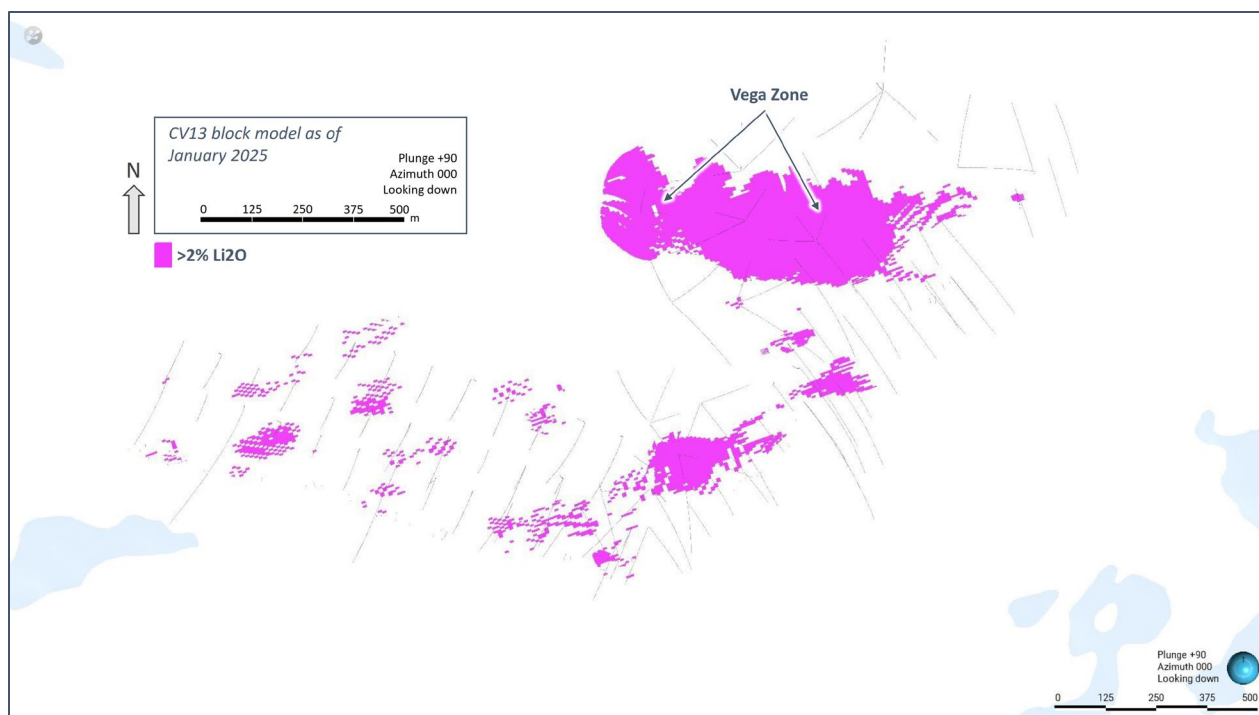 Vega Zone
CV13 block model as of
January 2025
Plunge +90
Azimuth 000
Looking down
N
0 125 250 375 500 m
>2% Li2O
Plunge +90
Azimuth 000
Looking down
0 125 250 375 500